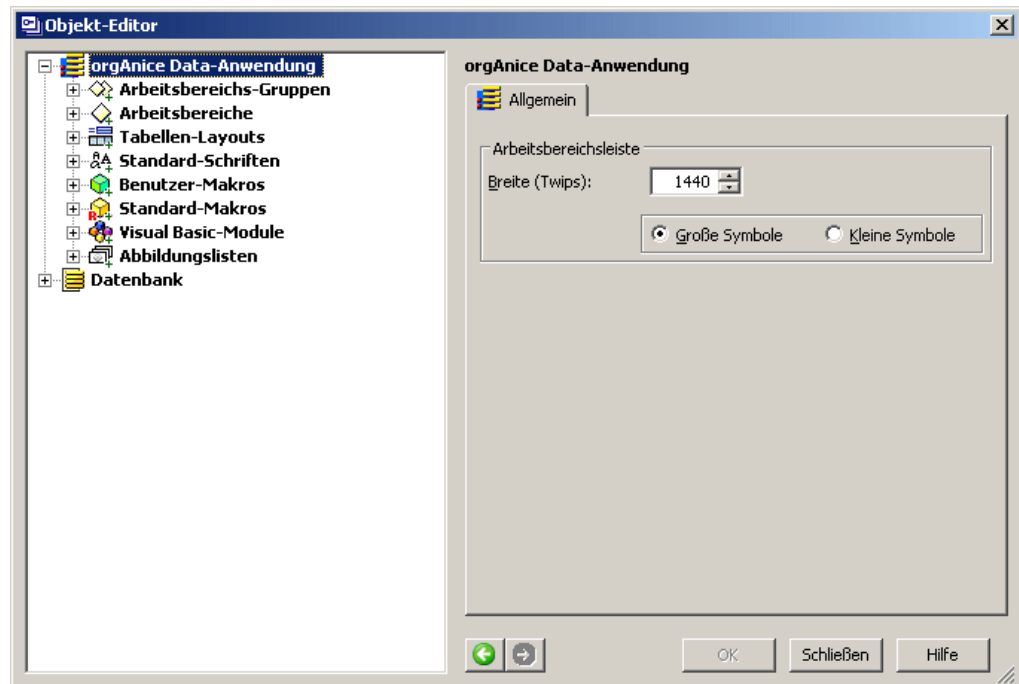 Objekt-Editor
orgAnice Data-Anwendung
Arbeitsbereichs-Gruppen
Arbeitsbereiche
Tabellen-Layouts
Standard-Schriften
Benutzer-Makros
Standard-Makros
Visual Basic-Module
Abbildungslisten
Datenbank
orgAnice Data-Anwendung
Allgemein
Arbeitsbereichsleiste
Breite (Twips):
1440
Große Symbole
Kleine Symbole
OK
Schließen
Hilfe